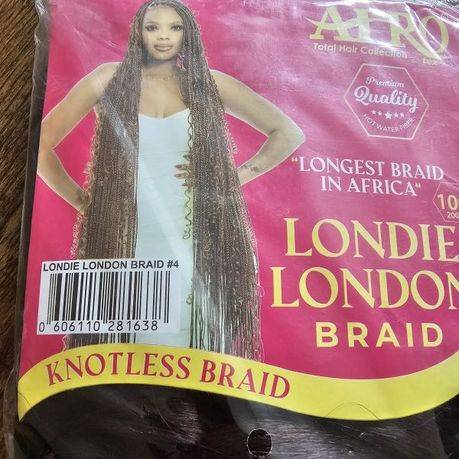 AFRO
Total Hair Collection
Premium
Quality
HOT WATER FIBER
"LONGEST BRAID
IN AFRICA"
LONDIE
LONDON
BRAID
LONDIE LONDON BRAID #4
0 606110 281638
KNOTLESS BRAID